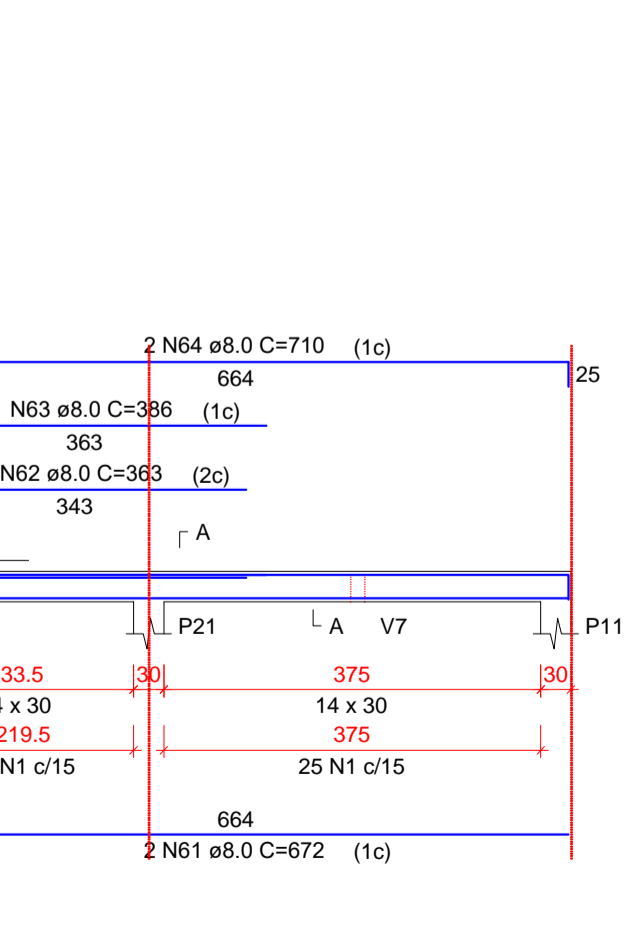 2 N64 ø8.0 C=710 (1c)
664
25
N63 ø8.0 C=386 (1c)
363
N62 ø8.0 C=363 (2c)
343
A
P21
A
V7
P11
33.5
30
375
30
x 30
14 x 30
219.5
375
N1 c/15
25 N1 c/15
664
2 N61 ø8.0 C=672 (1c)